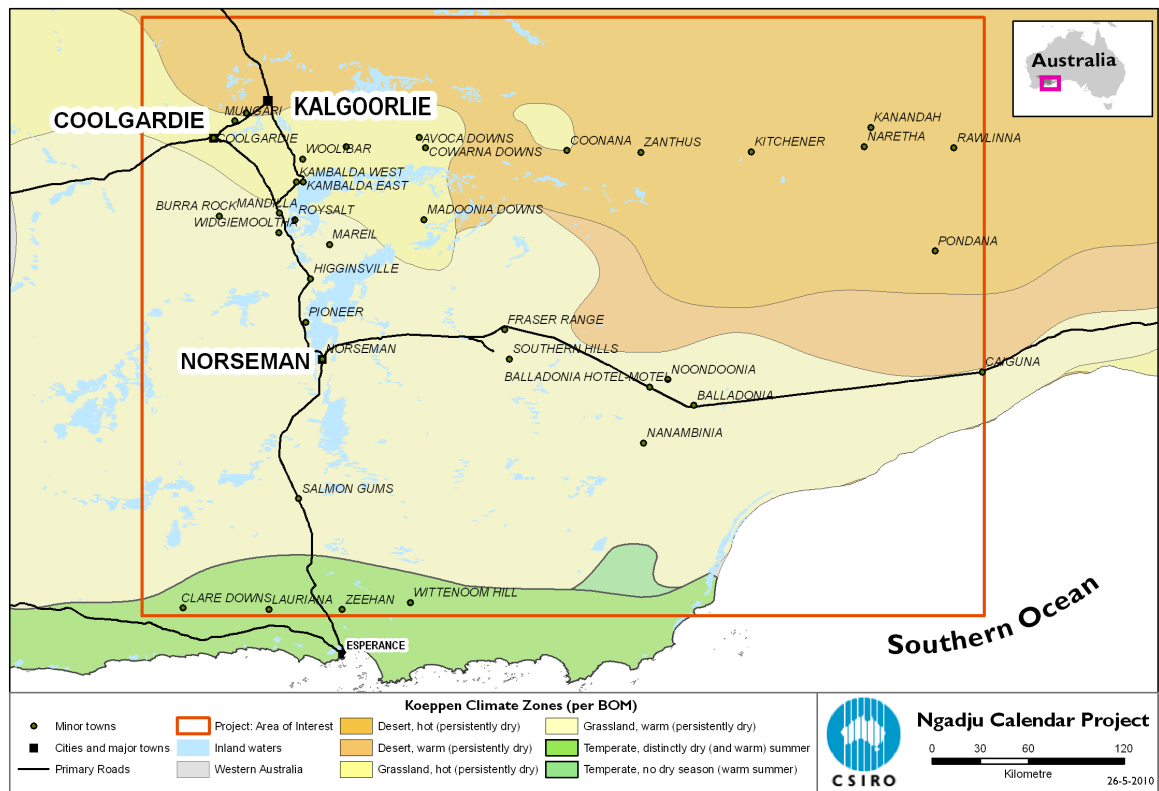 Australia
KALGOORLIE
COOLGARDIE
MUNGARI
COOLGARDIE
WOOLIBAR
AVOCA DOWNS
COWARNA DOWNS
COONANA
ZANTHUS
KITCHENER
KANANDAH
NARETHA
RAWLINNA
KAMBALDA WEST
KAMBALDA EAST
BURRA ROCK
MANDILLA
ROYSALT
MADOONIA DOWNS
WIDGIEMOOLTHA
MAREIL
PONDANA
HIGGINSVILLE
PIONEER
FRASER RANGE
NORSEMAN
NORSEMAN
SOUTHERN HILLS
CAIGUNA
BALLADONIA HOTEL-MOTEL
NOONDOONIA
BALLADONIA
NANAMBINIA
SALMON GUMS
CLARE DOWNS
LAURIANA
ZEEHAN
WITTENOOM HILL
ESPERANCE
Southern Ocean
Koeppen Climate Zones (per BOM)
Minor towns
Project: Area of Interest
Desert, hot (persistently dry)
Grassland, warm (persistently dry)
Cities and major towns
Inland waters
Desert, warm (persistently dry)
Temperate, distinctly dry (and warm) summer
Primary Roads
Western Australia
Grassland, hot (persistently dry)
Temperate, no dry season (warm summer)
CSIRO
Ngadju Calendar Project
0 30 60 120
Kilometre
26-5-2010